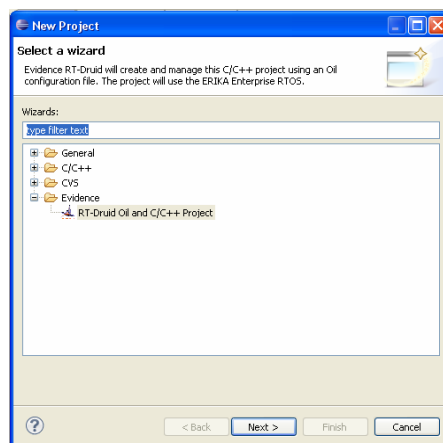 New Project
Select a wizard
Evidence RT-Druid will create and manage this C/C++ project using an Oil
configuration file. The project will use the ERIKA Enterprise RTOS.
Wizards:
type filter text
General
C/C++
CVS
Evidence
RT-Druid Oil and C/C++ Project
?
< Back Next > Finish Cancel